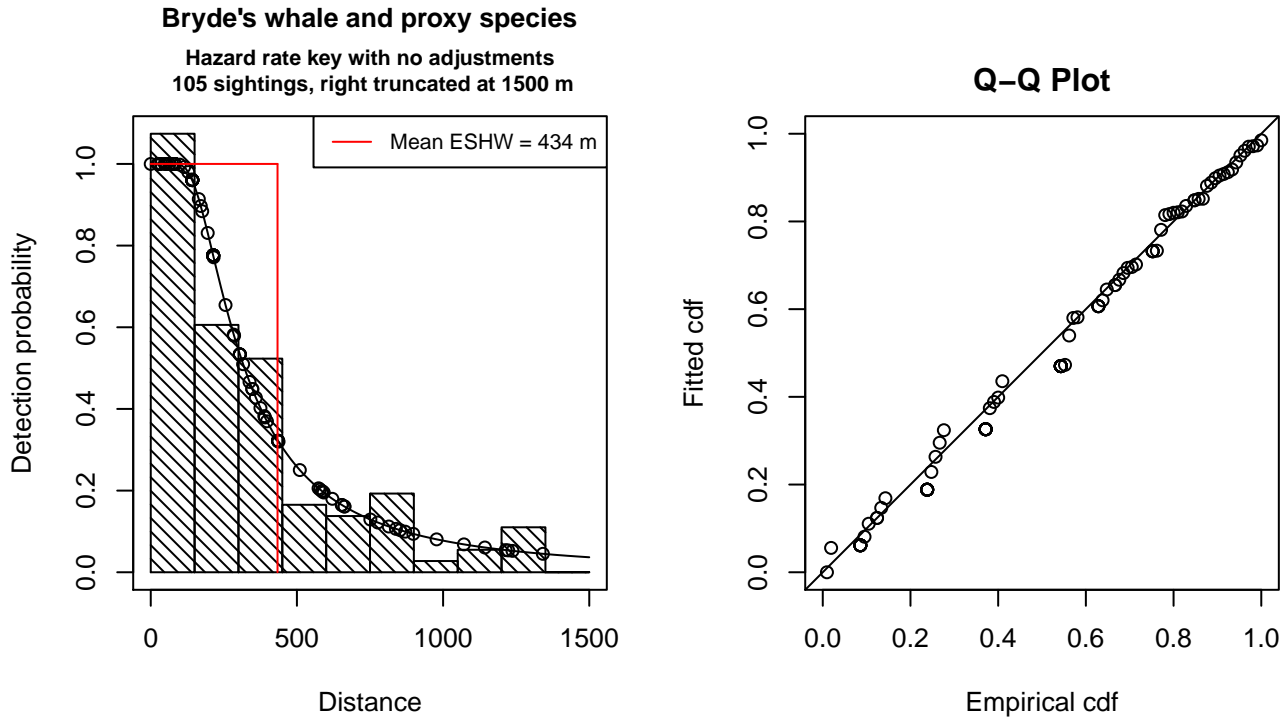 Bryde's whale and proxy species
Hazard rate key with no adjustments
105 sightings, right truncated at 1500 m
Mean ESHW = 434 m
Detection probability
0.0 0.2 0.4 0.6 0.8 1.0
0 500 1000 1500
Distance
Q−Q Plot
Fitted cdf
0.0 0.2 0.4 0.6 0.8 1.0
0.0 0.2 0.4 0.6 0.8 1.0
Empirical cdf